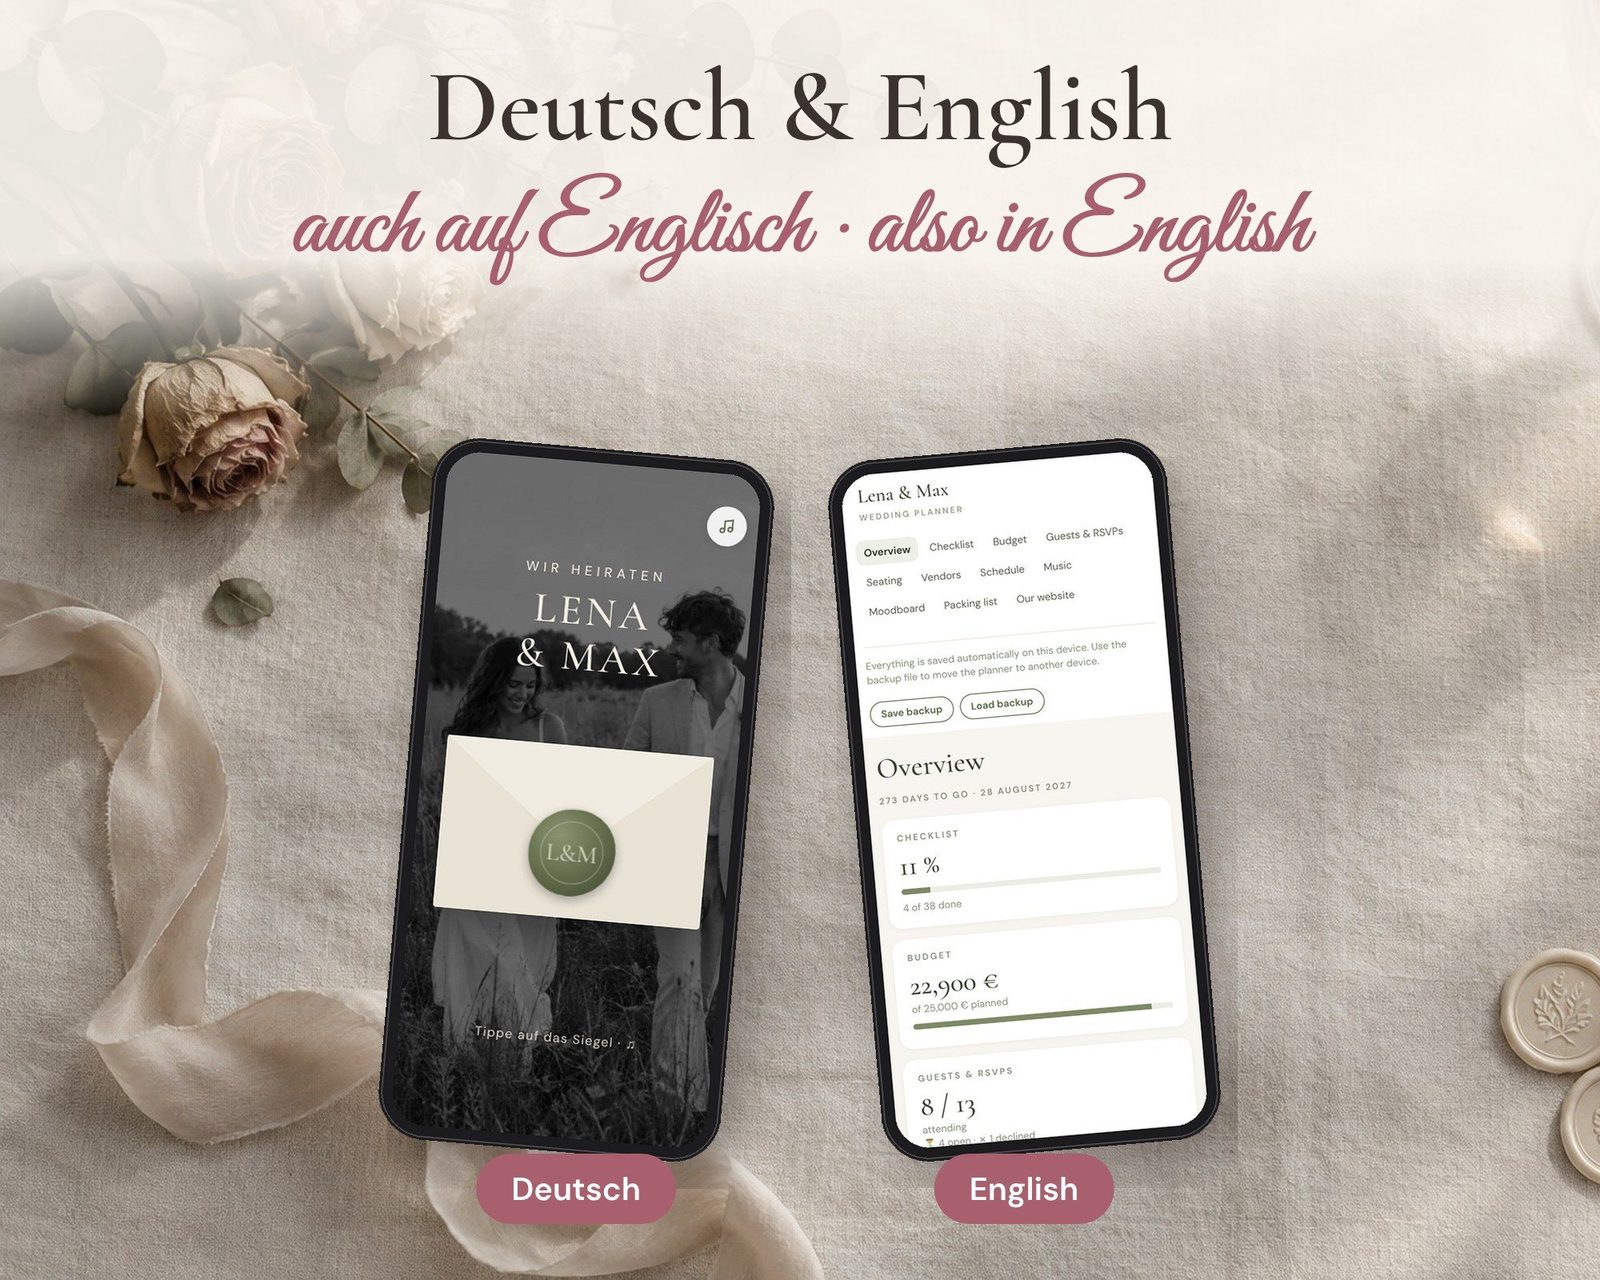 Deutsch & English
auch auf Englisch · also in English
WIR HEIRATEN
LENA
& MAX
L&M
Tippe auf das Siegel · ♫
Deutsch
Lena & Max
WEDDING PLANNER
Overview Checklist Budget Guests & RSVPs
Seating Vendors Schedule Music
Moodboard Packing list Our website
Everything is saved automatically on this device. Use the
backup file to move the planner to another device.
Save backup Load backup
Overview
273 DAYS TO GO · 28 AUGUST 2027
CHECKLIST
11 %
4 of 38 done
BUDGET
22,900 €
of 25,000 € planned
GUESTS & RSVPS
8 / 13
attending
⏳ 4 open · × 1 declined
English